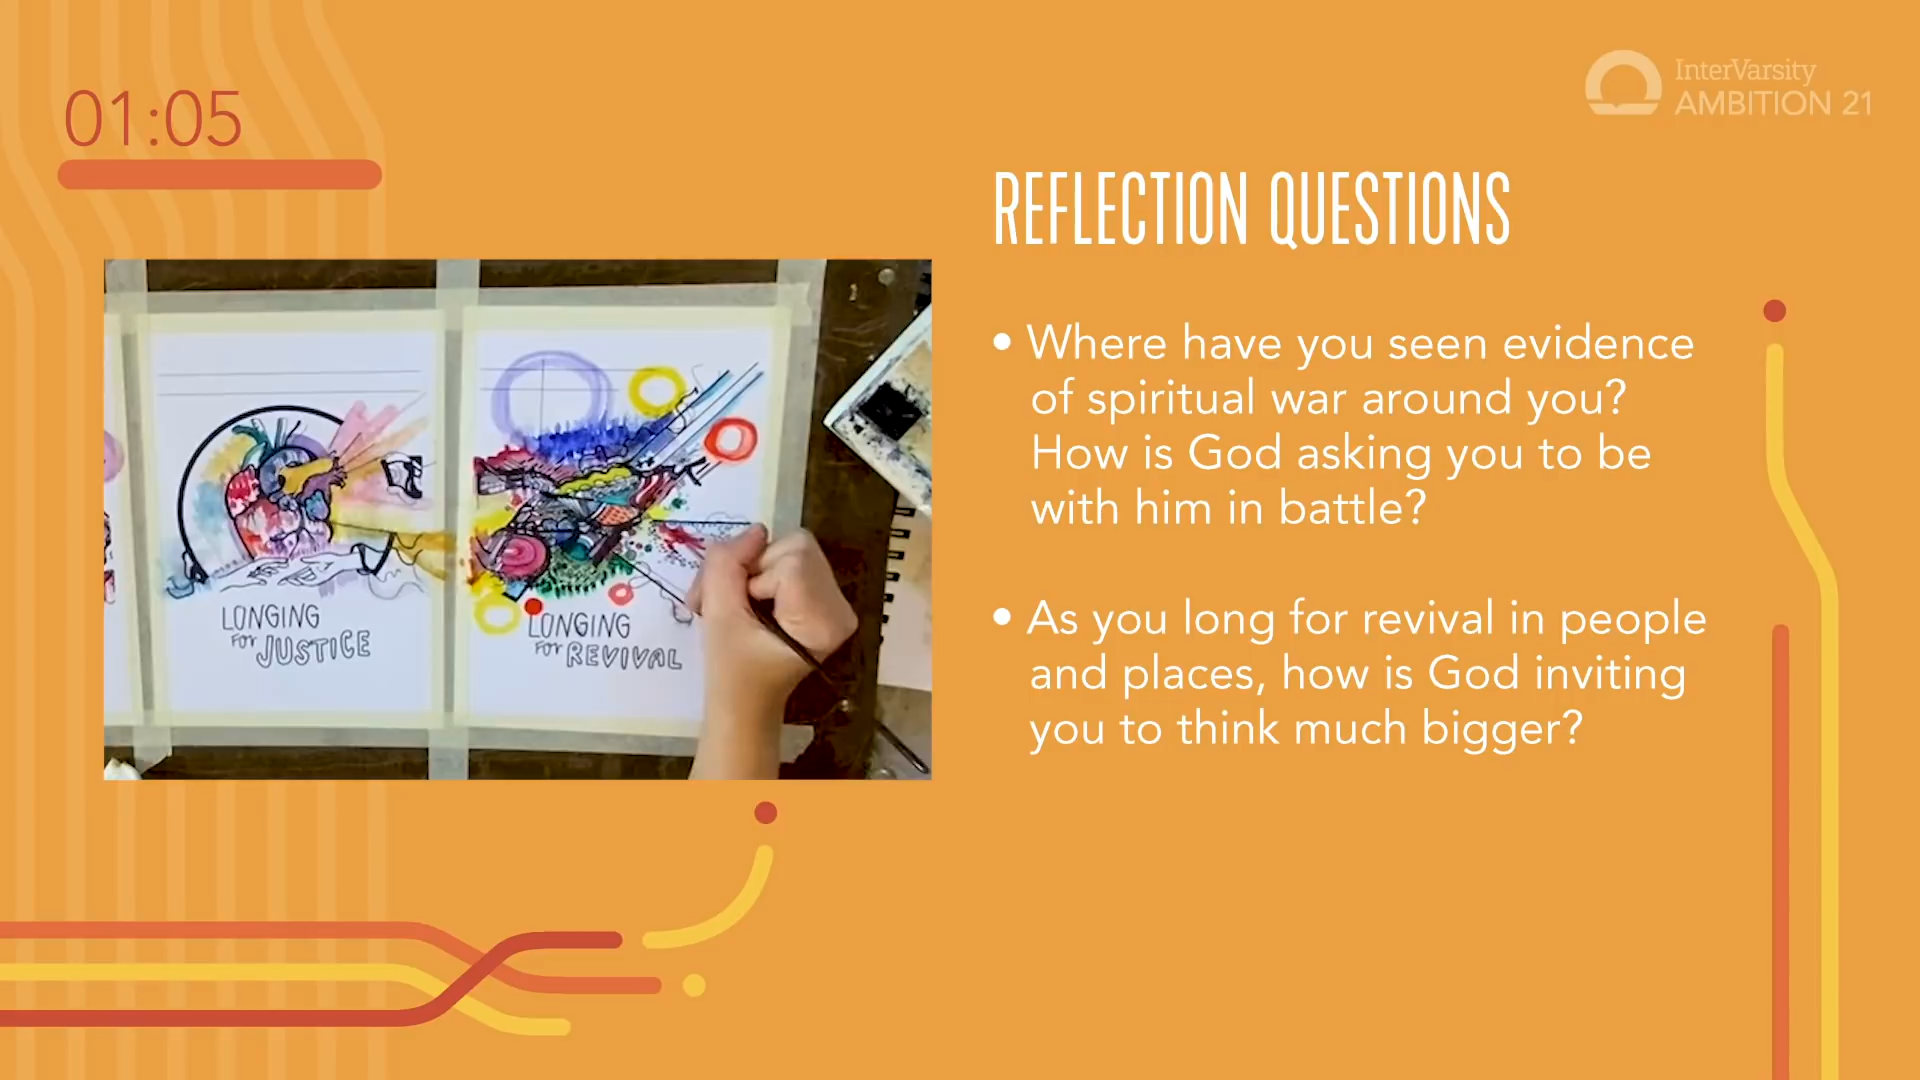 01:05
InterVarsity
AMBITION 21
REFLECTION QUESTIONS
• Where have you seen evidence
of spiritual war around you?
How is God asking you to be
with him in battle?
• As you long for revival in people
and places, how is God inviting
you to think much bigger?
LONGING
FOR JUSTICE
LONGING
FOR REVIVAL